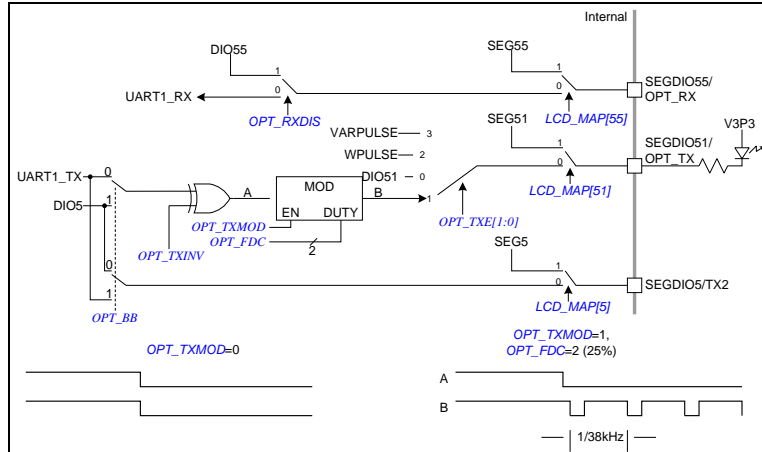 Internal
DIO55
SEG55
1
0
1
0
UART1_RX
SEGDIO55/
OPT_RX
OPT_RXDIS
LCD_MAP[55]
V3P3
VARPULSE
3
SEG51
SEGDIO51/
OPT_TX
WPULSE
2
1
0
DIO51
0
UART1_TX
0
A
MOD
B
1
LCD_MAP[51]
DIO5
1
EN
DUTY
OPT_TXE[1:0]
OPT_TXMOD
OPT_FDC
2
OPT_TXINV
SEG5
0
1
0
SEGDIO5/TX2
1
LCD_MAP[5]
OPT_BB
OPT_TXMOD=0
OPT_TXMOD=1,
OPT_FDC=2 (25%)
A
B
1/38kHz